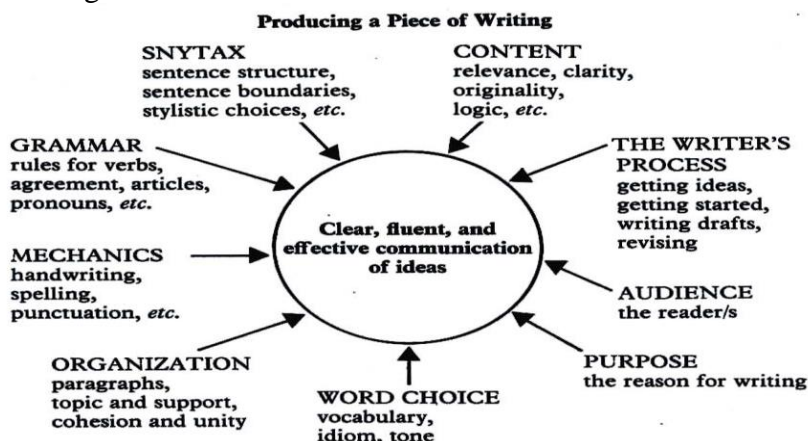 Producing a Piece of Writing
SNYTAX
sentence structure,
sentence boundaries,
stylistic choices, etc.
CONTENT
relevance, clarity,
originality,
logic, etc.
GRAMMAR
rules for verbs,
agreement, articles,
pronouns, etc.
THE WRITER'S
PROCESS
getting ideas,
getting started,
writing drafts,
revising
Clear, fluent, and
effective communication
of ideas
MECHANICS
handwriting,
spelling,
punctuation, etc.
AUDIENCE
the reader/s
ORGANIZATION
paragraphs,
topic and support,
cohesion and unity
WORD CHOICE
vocabulary,
idiom, tone
PURPOSE
the reason for writing